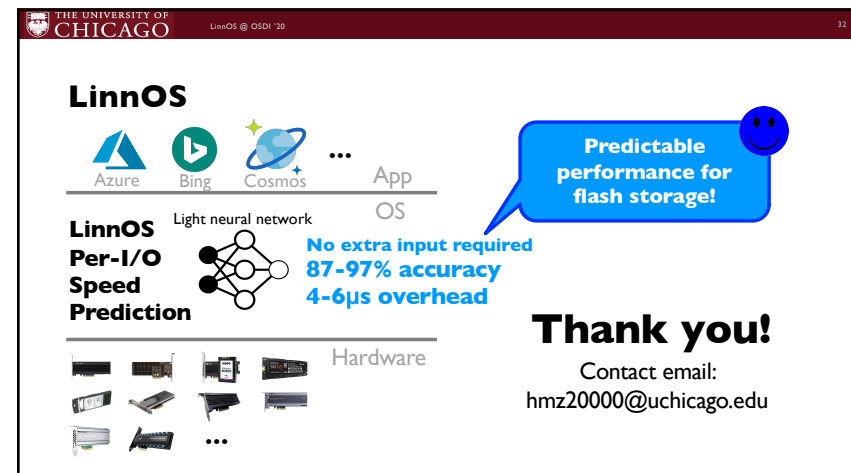 THE UNIVERSITY OF
CHICAGO
LinnOS @ OSDI '20
32
LinnOS
Azure
Bing
Cosmos
...
App
OS
LinnOS
Per-I/O
Speed
Prediction
Light neural network
No extra input required
87-97% accuracy
4-6µs overhead
Predictable
performance for
flash storage!
Hardware
...
Thank you!
Contact email:
hmz20000@uchicago.edu